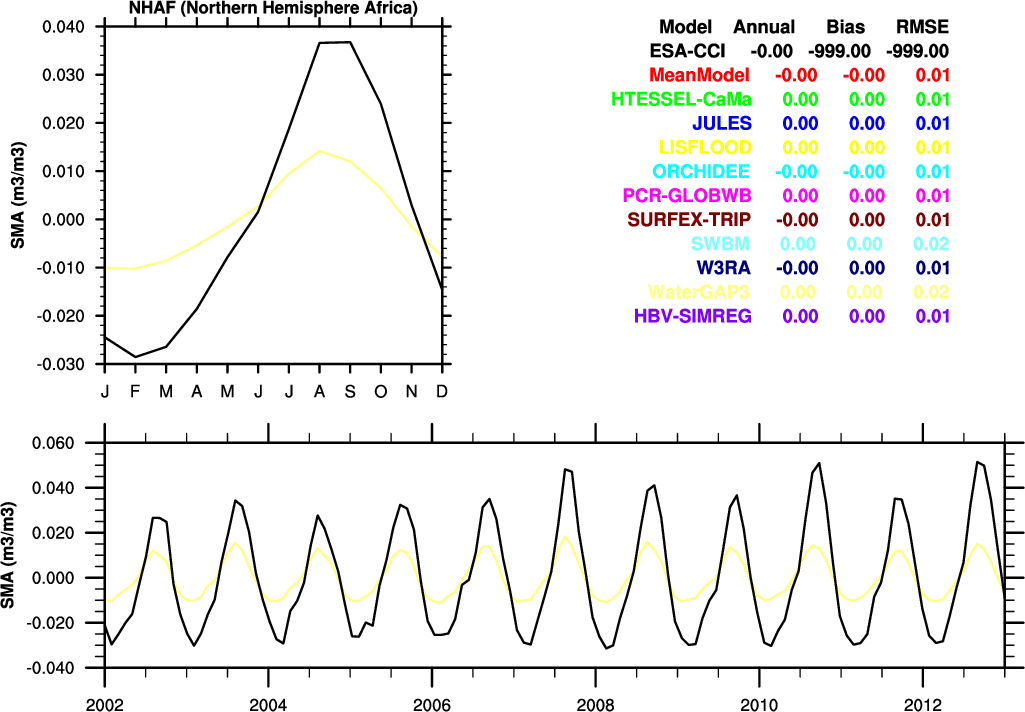 NHAF (Northern Hemisphere Africa)
0.040
0.030
0.020
0.010
0.000
-0.010
-0.020
-0.030
SMA (m3/m3)
J F M A M J J A S O N D
Model Annual Bias RMSE
ESA-CCI -0.00 -999.00 -999.00
MeanModel -0.00 -0.00 0.01
HTESSEL-CaMa 0.00 0.00 0.01
JULES 0.00 0.00 0.01
LISFLOOD 0.00 0.00 0.01
ORCHIDEE -0.00 -0.00 0.01
PCR-GLOBWB 0.00 0.00 0.01
SURFEX-TRIP -0.00 0.00 0.01
SWBM 0.00 0.00 0.02
W3RA -0.00 0.00 0.01
WaterGAP3 0.00 0.00 0.02
HBV-SIMREG 0.00 0.00 0.01
0.060
0.040
0.020
0.000
-0.020
-0.040
SMA (m3/m3)
2002 2004 2006 2008 2010 2012